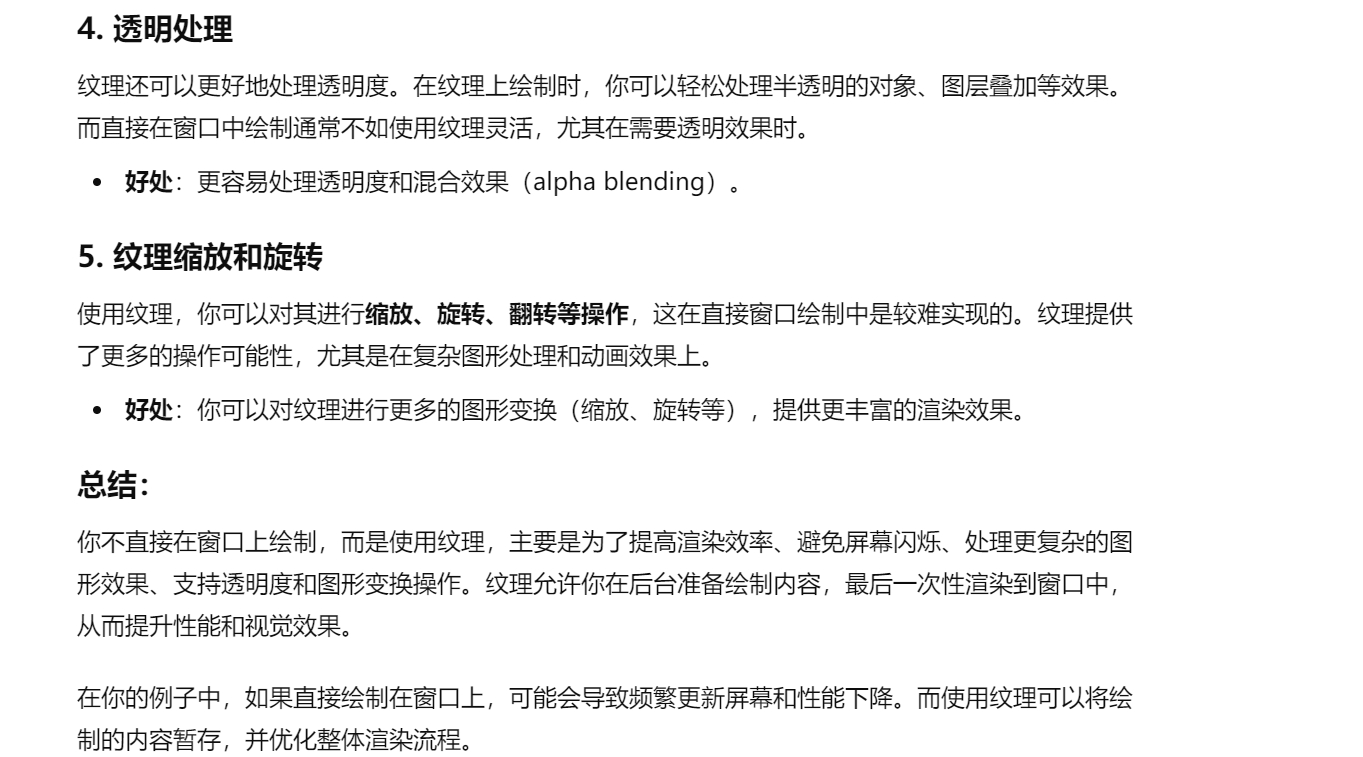 4. 透明处理
纹理还可以更好地处理透明度。在纹理上绘制时，你可以轻松处理半透明的对象、图层叠加等效果。
而直接在窗口中绘制通常不如使用纹理灵活，尤其在需要透明效果时。
• 好处：更容易处理透明度和混合效果（alpha blending）。
5. 纹理缩放和旋转
使用纹理，你可以对其进行缩放、旋转、翻转等操作，这在直接窗口绘制中是较难实现的。纹理提供
了更多的操作可能性，尤其是在复杂图形处理和动画效果上。
• 好处：你可以对纹理进行更多的图形变换（缩放、旋转等），提供更丰富的渲染效果。
总结：
你不直接在窗口上绘制，而是使用纹理，主要是为了提高渲染效率、避免屏幕闪烁、处理更复杂的图
形效果、支持透明度和图形变换操作。纹理允许你在后台准备绘制内容，最后一次性渲染到窗口中，
从而提升性能和视觉效果。
在你的例子中，如果直接绘制在窗口上，可能会导致频繁更新屏幕和性能下降。而使用纹理可以将绘
制的内容暂存，并优化整体渲染流程。